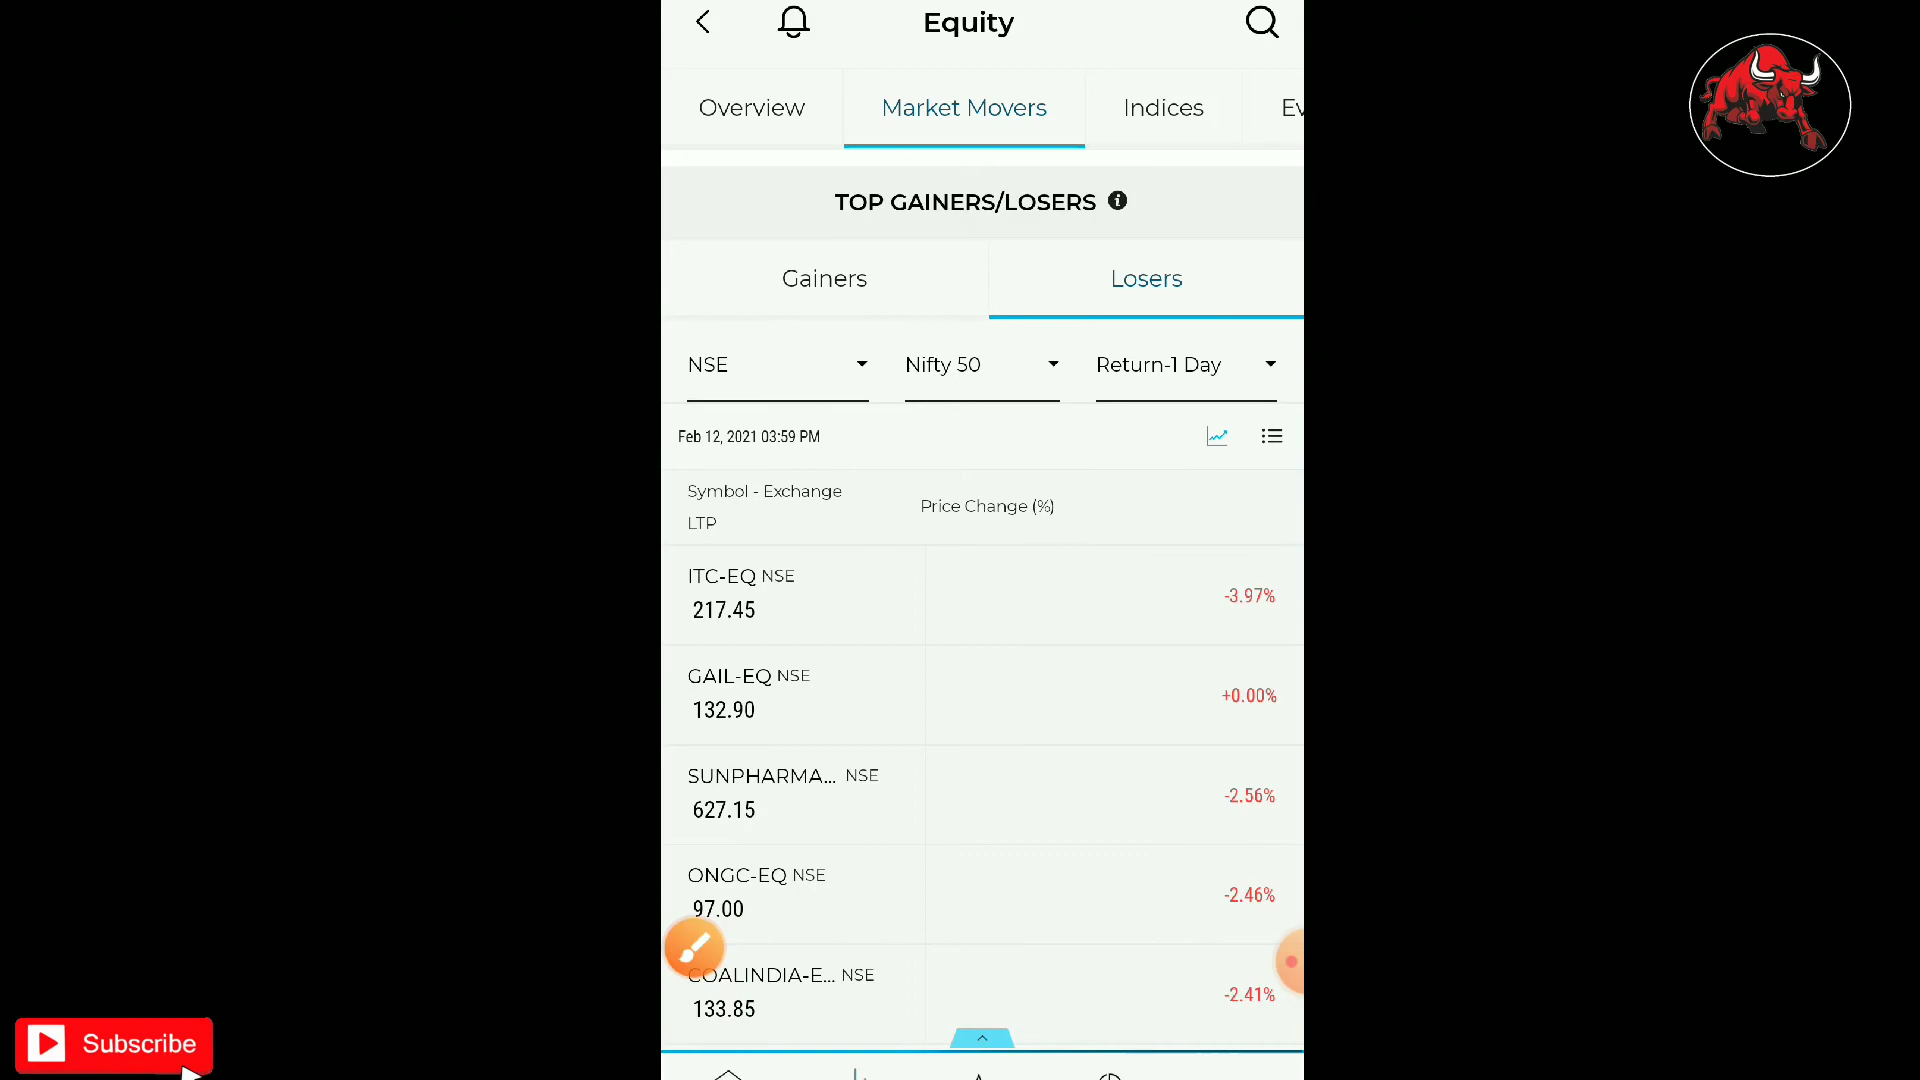 Equity
Overview Market Movers Indices Ev
TOP GAINERS/LOSERS
Gainers Losers
NSE Nifty 50 Return-1 Day
Feb 12, 2021 03:59 PM
Symbol - Exchange
LTP
Price Change (%)
ITC-EQ NSE
217.45
-3.97%
GAIL-EQ NSE
132.90
+0.00%
SUNPHARMA... NSE
627.15
-2.56%
ONGC-EQ NSE
97.00
-2.46%
COALINDIA-E... NSE
133.85
-2.41%
Subscribe